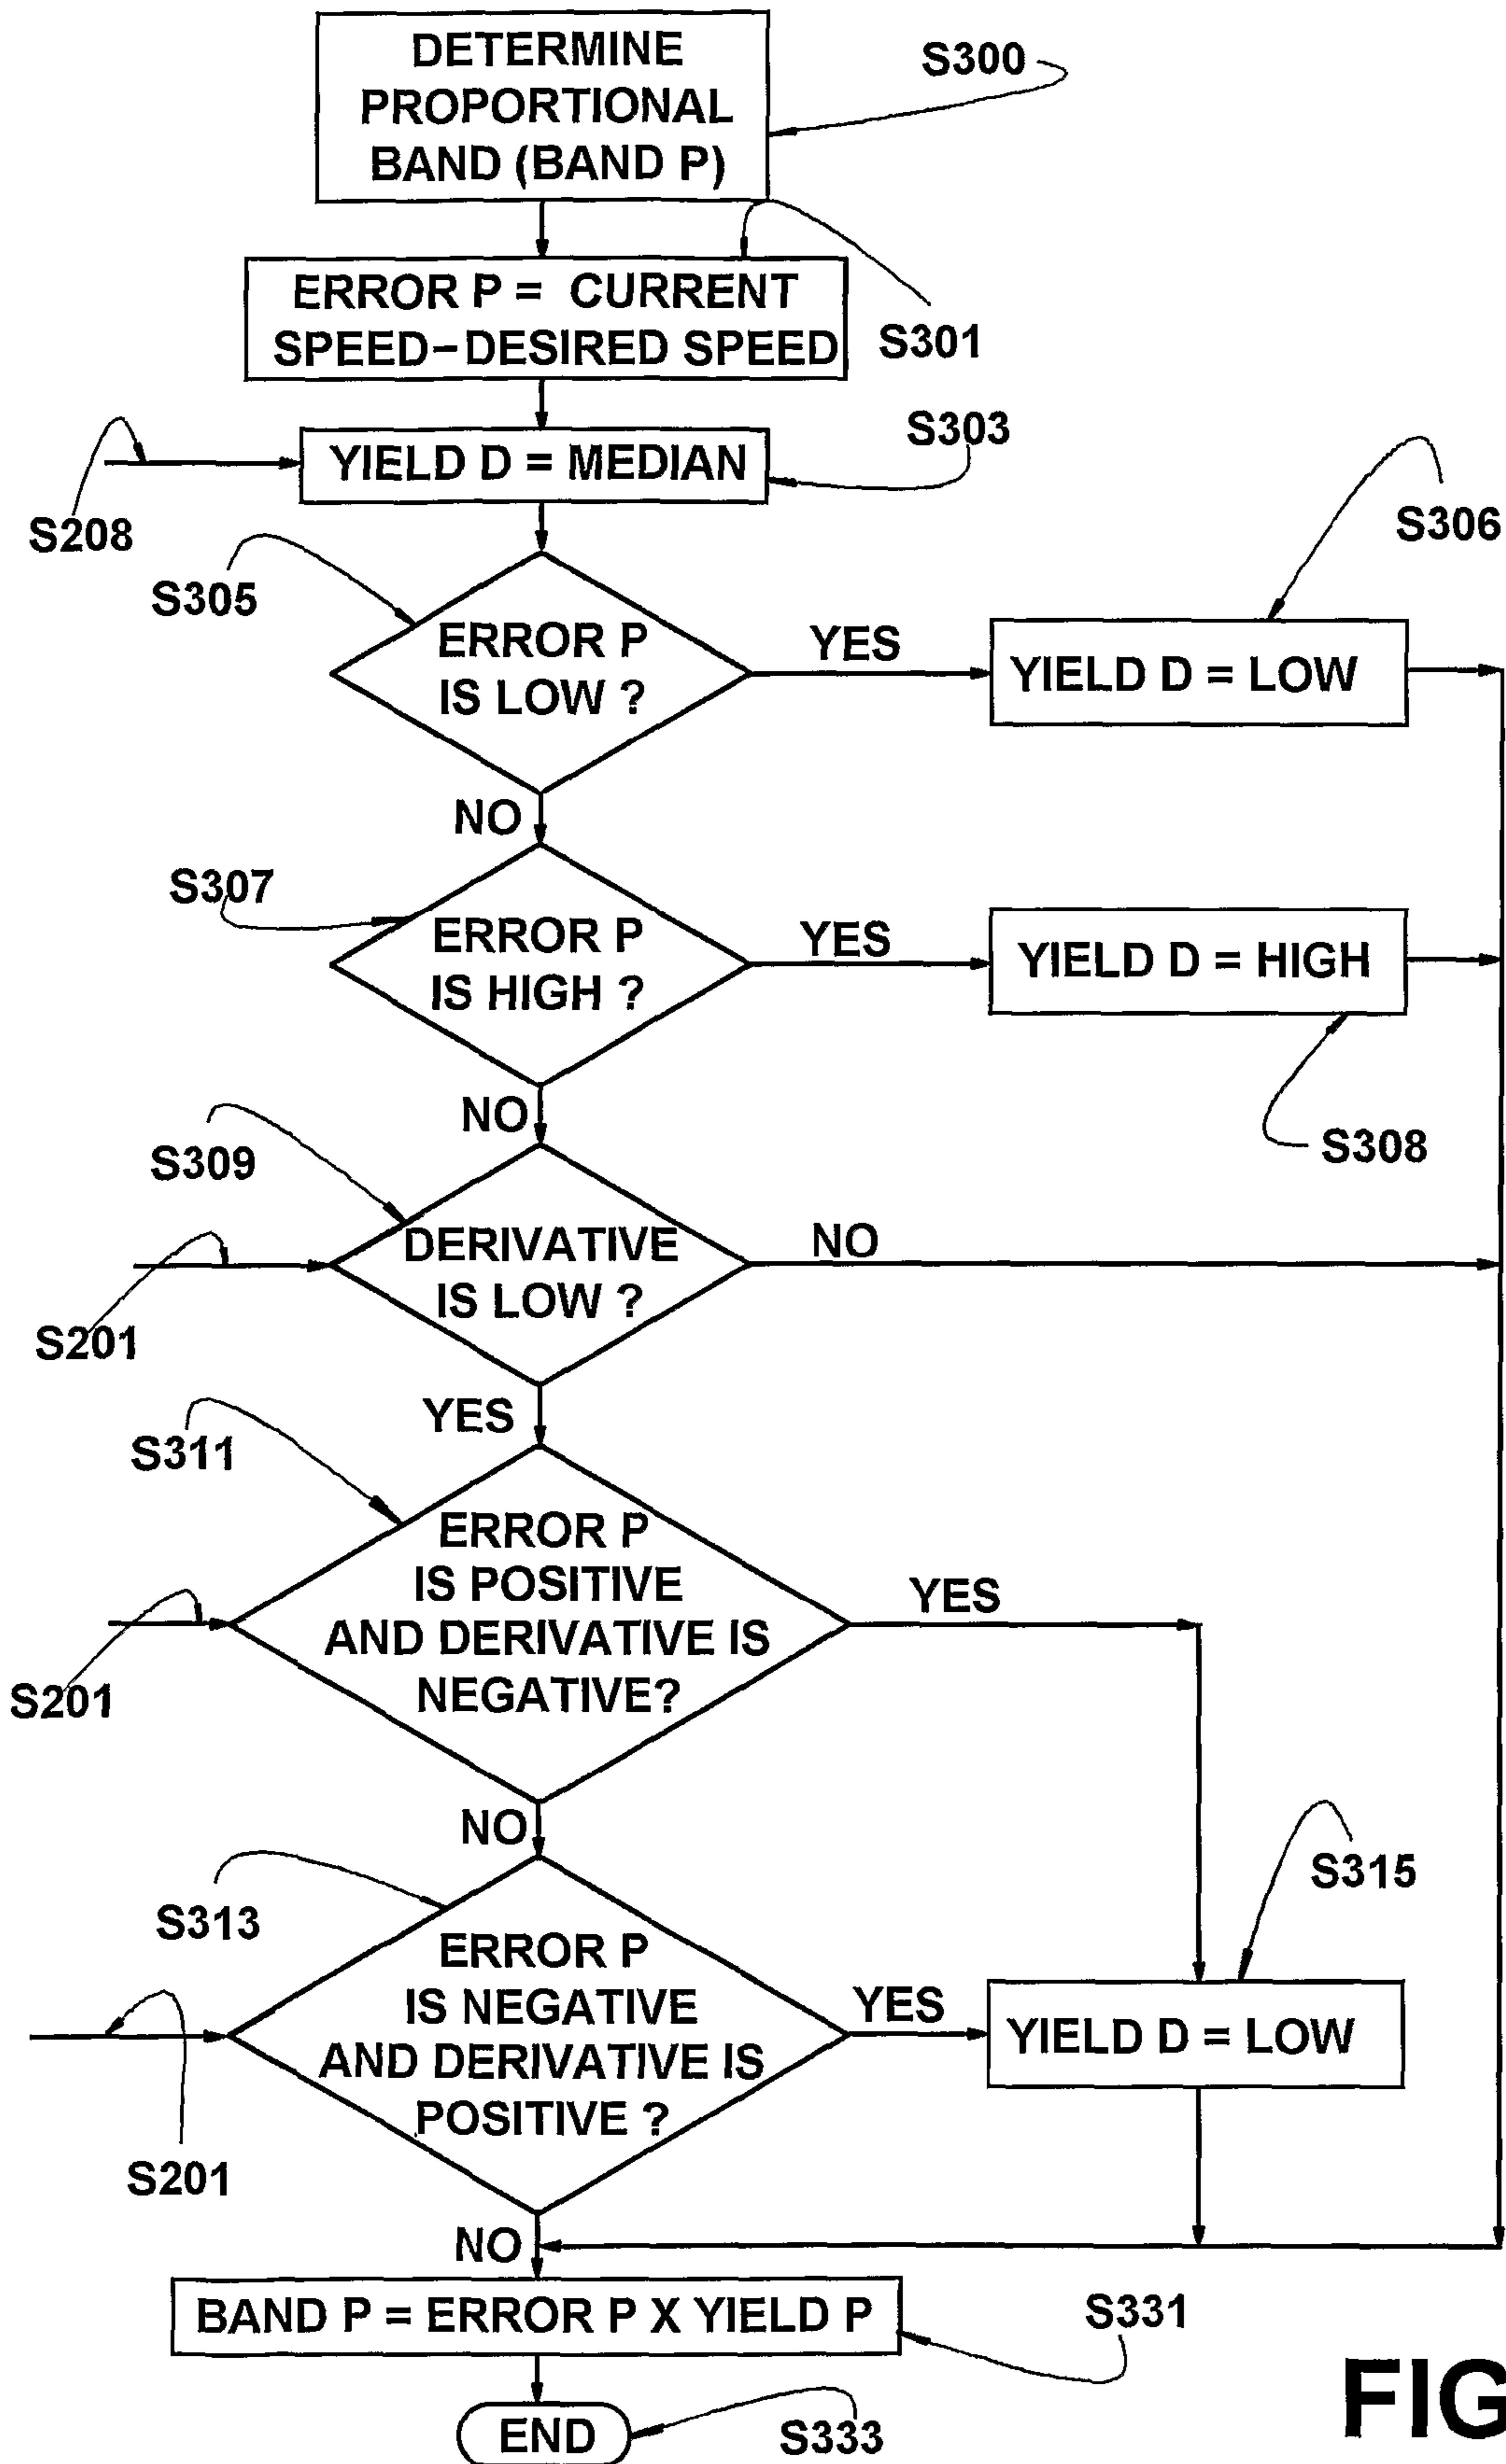 DETERMINE
PROPORTIONAL
BAND (BAND P)
S300
ERROR P = CURRENT
SPEED–DESIRED SPEED
S301
YIELD D = MEDIAN
S303
S208
S305
ERROR P
IS LOW ?
YES
YIELD D = LOW
S306
NO
S307
ERROR P
IS HIGH ?
YES
YIELD D = HIGH
S308
NO
S309
DERIVATIVE
IS LOW ?
NO
S201
YES
S311
ERROR P
IS POSITIVE
AND DERIVATIVE IS
NEGATIVE?
YES
S201
NO
S313
ERROR P
IS NEGATIVE
AND DERIVATIVE IS
POSITIVE ?
YES
YIELD D = LOW
S315
S201
NO
BAND P = ERROR P X YIELD P
S331
END
S333
FIG